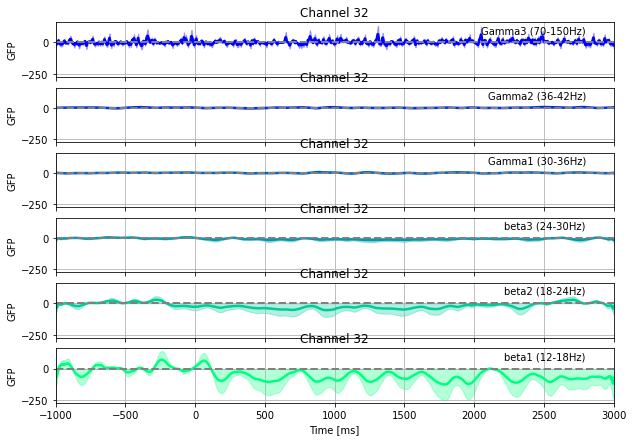 Channel 32
Gamma3 (70-150Hz)
GFP
0
−250
Channel 32
Gamma2 (36-42Hz)
GFP
0
−250
Channel 32
Gamma1 (30-36Hz)
GFP
0
−250
Channel 32
beta3 (24-30Hz)
GFP
0
−250
Channel 32
beta2 (18-24Hz)
GFP
0
−250
Channel 32
beta1 (12-18Hz)
GFP
0
−250
−1000 −500 0 500 1000 1500 2000 2500 3000
Time [ms]